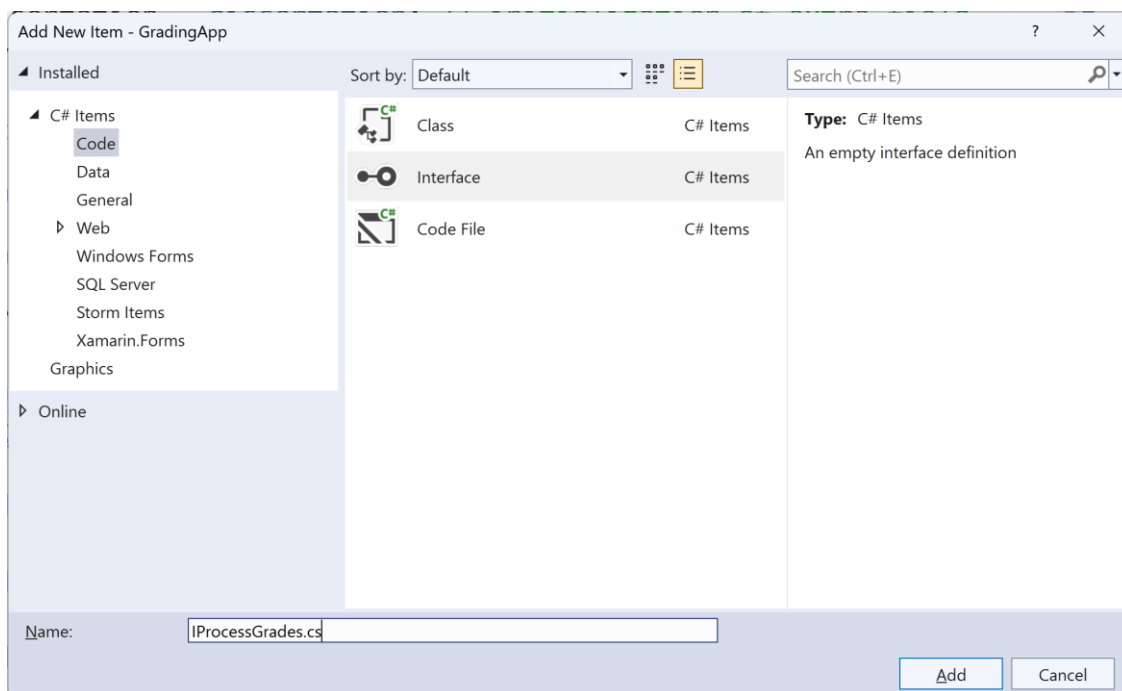 Add New Item - GradingApp
?
Installed
Sort by: Default
Search (Ctrl+E)
C# Items
Code
Data
General
Web
Windows Forms
SQL Server
Storm Items
Xamarin.Forms
Graphics
Online
C#
Class C# Items
Interface C# Items
C#
Code File C# Items
Type: C# Items
An empty interface definition
Name: IProcessGrades.cs
Add Cancel